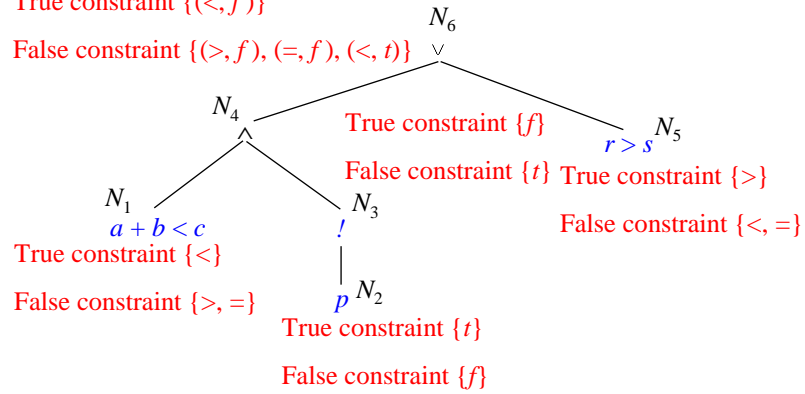 True constraint {(<, f)}
N6
False constraint {(>, f), (=, f), (<, t)}
∨
N4
∧
True constraint {f}
False constraint {t}
N5
r > s
True constraint {>}
False constraint {<, =}
N1
a + b < c
True constraint {<}
False constraint {>, =}
N3
!
p N2
True constraint {t}
False constraint {f}